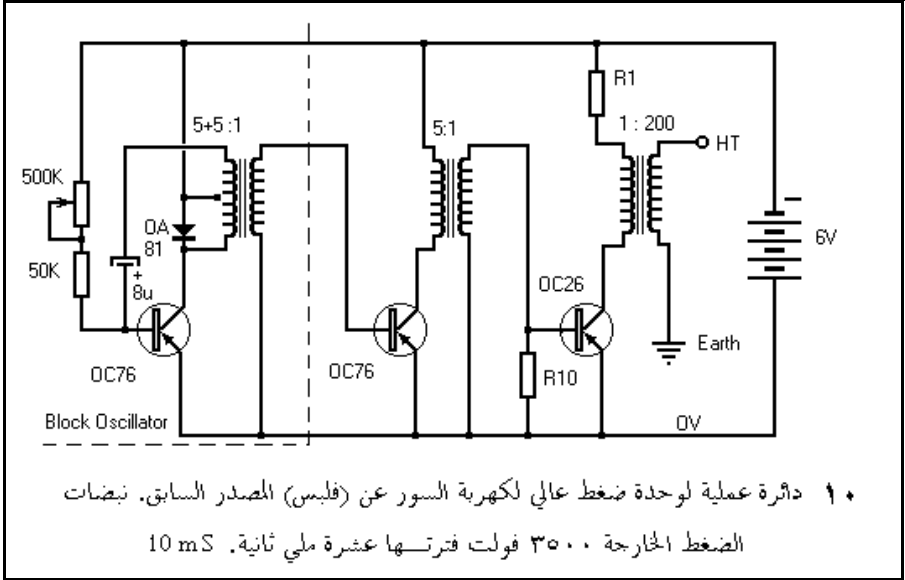 R1
5+5 :1
5:1
1 : 200
HT
500K
OA
81
6V
50K
+
8u
OC26
Earth
OC76
OC76
R10
Block Oscillator
0V
١٠ دائرة عملية لوحدة ضغط عالي لكهربة السور عن (فلبس) المصدر السابق. نبضات
الضغط الخارجة ٣٥٠٠ فولت فترتـــها عشرة ملي ثانية. 10 mS